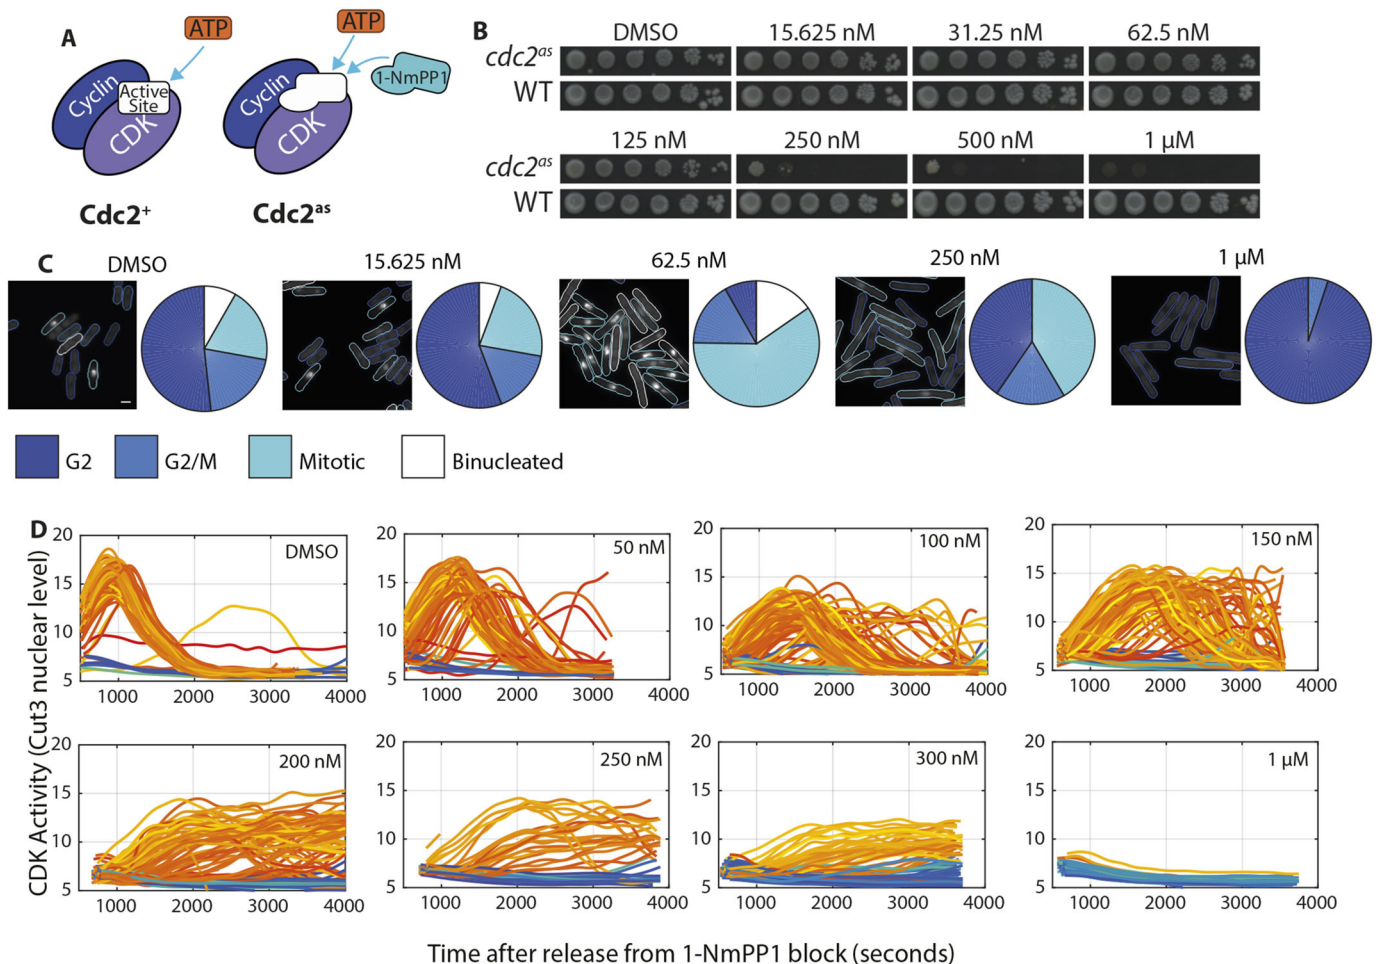 A
ATP
Cyclin
Active
Site
CDK
Cdc2+
ATP
1-NmPP1
Cyclin
CDK
Cdc2as
B
DMSO
15.625 nM
31.25 nM
62.5 nM
cdc2as
WT
125 nM
250 nM
500 nM
1 µM
cdc2as
WT
C
DMSO
15.625 nM
62.5 nM
250 nM
1 µM
G2
G2/M
Mitotic
Binucleated
D
CDK Activity (Cut3 nuclear level)
20
15
10
5
DMSO
1000 2000 3000 4000
20
15
10
5
50 nM
1000 2000 3000 4000
20
15
10
5
100 nM
1000 2000 3000 4000
20
15
10
5
150 nM
1000 2000 3000 4000
20
15
10
5
200 nM
1000 2000 3000 4000
20
15
10
5
250 nM
1000 2000 3000 4000
20
15
10
5
300 nM
1000 2000 3000 4000
20
15
10
5
1 µM
1000 2000 3000 4000
Time after release from 1-NmPP1 block (seconds)